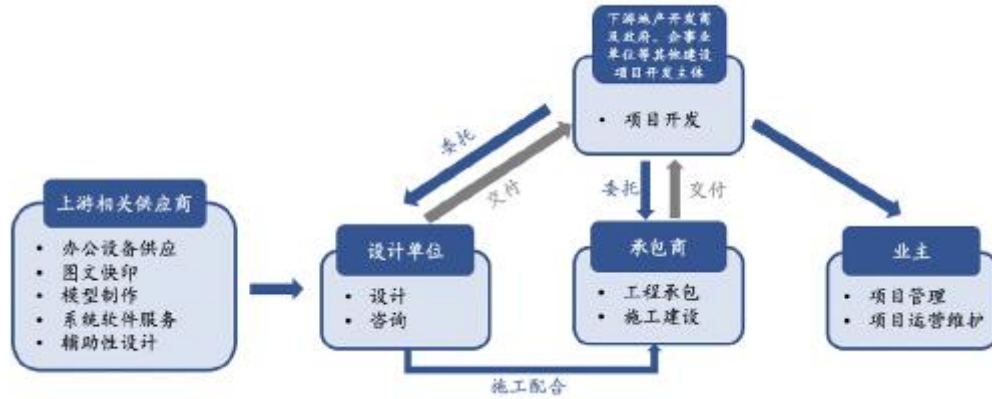 下游地产开发商
及政府、企事业
单位等其他建设
项目开发主体
• 项目开发
委托
交付
委托
交付
上游相关供应商
• 办公设备供应
• 图文快印
• 模型制作
• 系统软件服务
• 辅助性设计
设计单位
• 设计
• 咨询
承包商
• 工程承包
• 施工建设
业主
• 项目管理
• 项目运营维护
施工配合